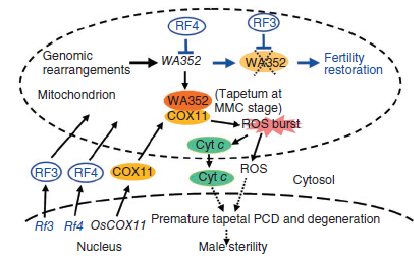 RF4
RF3
Genomic
rearrangements
WA352
WA352
Fertility
restoration
Mitochondrion
WA352
COX11
(Tapetum at
MMC stage)
ROS burst
Cyt c
RF3
RF4
COX11
Cyt c
ROS
Cytosol
Rf3
Rf4
OsCOX11
Premature tapetal PCD and degeneration
Nucleus
Male sterility